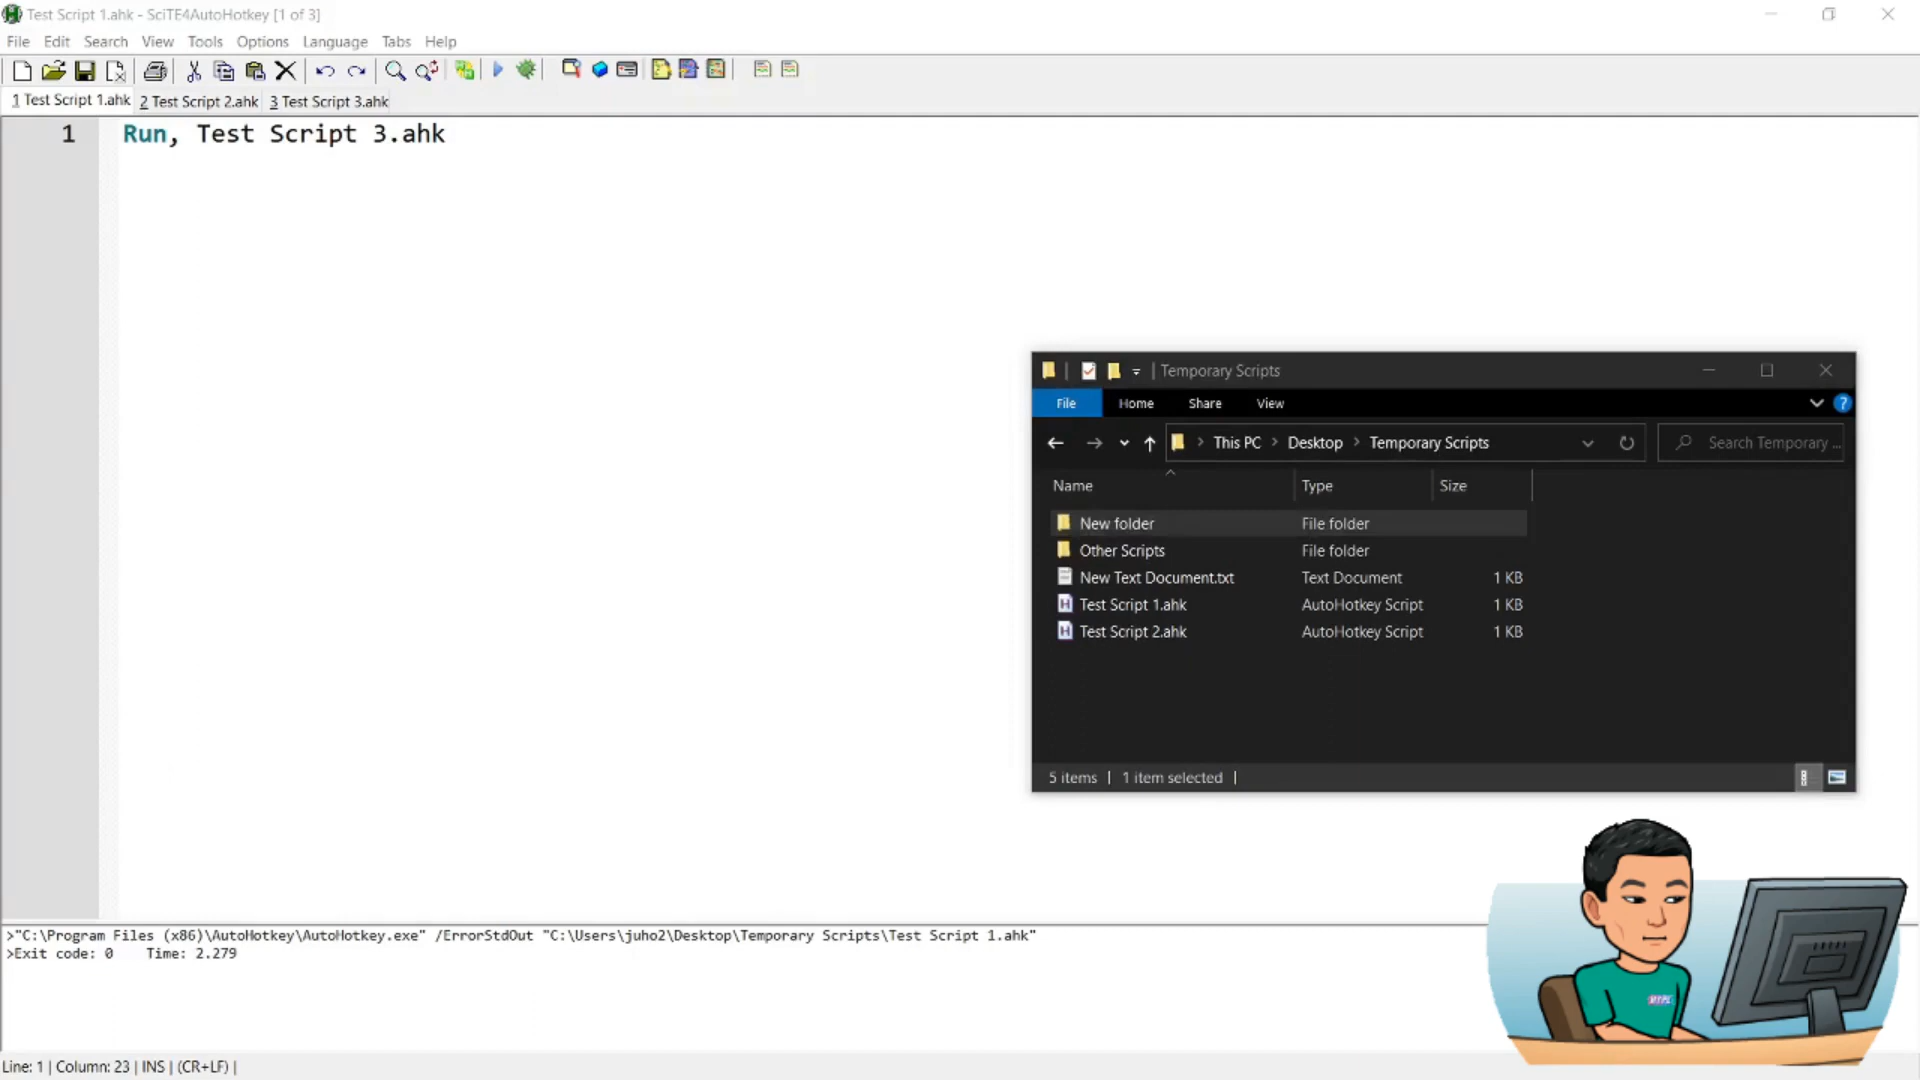 Test Script 1.ahk - SciTE4AutoHotkey [1 of 3]
File Edit Search View Tools Options Language Tabs Help
1 Test Script 1.ahk 2 Test Script 2.ahk 3 Test Script 3.ahk
1 Run, Test Script 3.ahk
Temporary Scripts
File Home Share View
This PC > Desktop > Temporary Scripts
Search Temporary ...
Name Type Size
New folder File folder
Other Scripts File folder
New Text Document.txt Text Document 1 KB
Test Script 1.ahk AutoHotkey Script 1 KB
Test Script 2.ahk AutoHotkey Script 1 KB
5 items | 1 item selected |
>"C:\Program Files (x86)\AutoHotkey\AutoHotkey.exe" /ErrorStdOut "C:\Users\juho2\Desktop\Temporary Scripts\Test Script 1.ahk"
>Exit code: 0 Time: 2.279
Line: 1 | Column: 23 | INS | (CR+LF) |